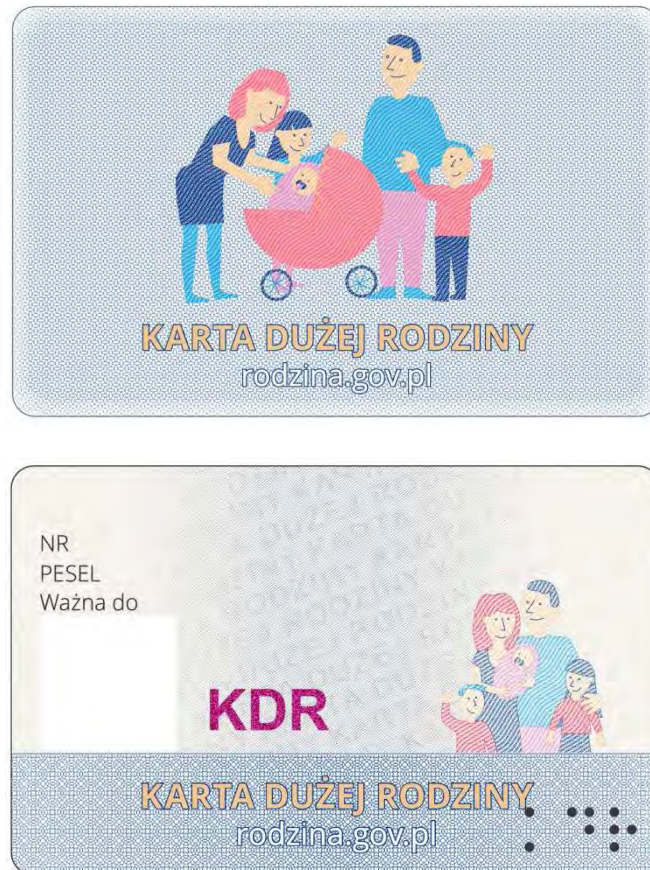 KARTA DUŻEJ RODZINY
rodzina.gov.pl
NR
PESEL
Ważna do
KDR
KARTA DUŻEJ RODZINY
rodzina.gov.pl